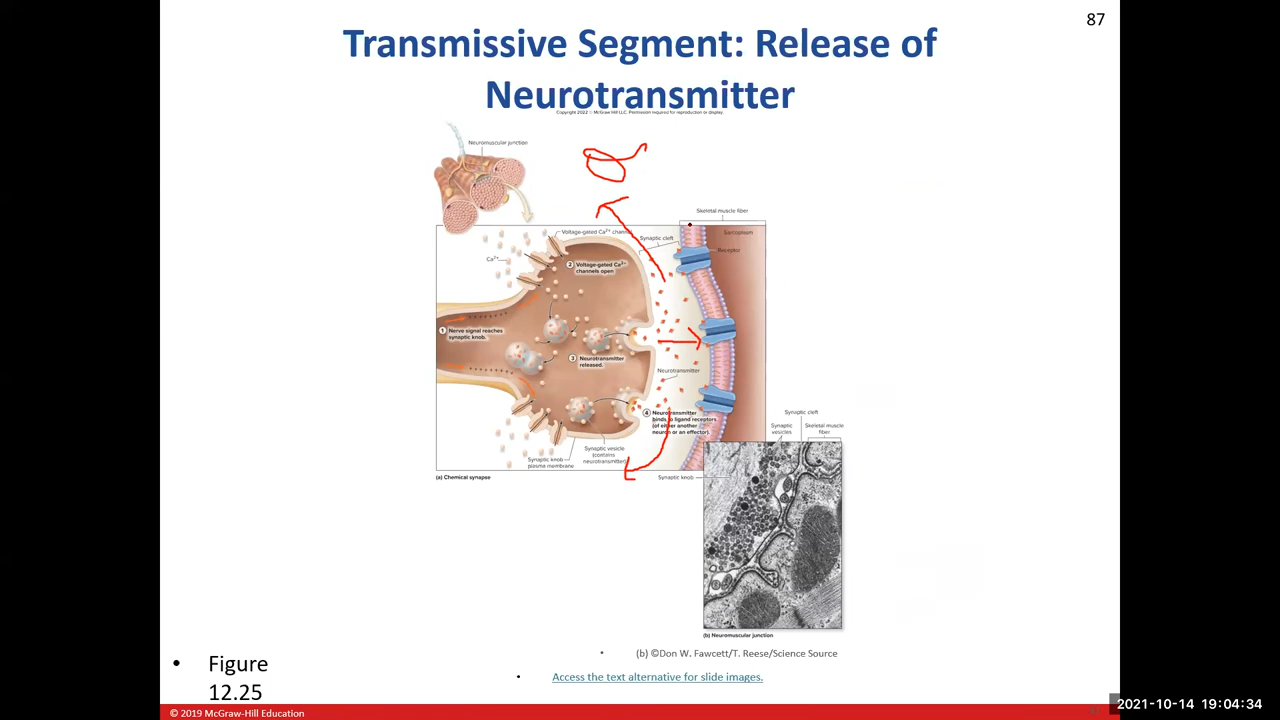 87
Transmissive Segment: Release of
Neurotransmitter
Copyright 2022 © McGraw Hill LLC. Permission required for reproduction or display.
Neuromuscular junction
Skeletal muscle fiber
Voltage-gated Ca²⁺ channel
Synaptic cleft
Sarcoplasm
Receptor
Ca²⁺
2 Voltage-gated Ca²⁺
channels open
1 Nerve signal reaches
synaptic knob.
3 Neurotransmitter
released.
Neurotransmitter
4 Neurotransmitter
binds to ligand receptors
(of either another
neuron or an effector).
Synaptic knob
plasma membrane
Synaptic vesicle
(contains
neurotransmitter)
(a) Chemical synapse
Synaptic cleft
Synaptic
vesicles
Skeletal muscle
fiber
Synaptic knob
(b) Neuromuscular junction
• (b) ©Don W. Fawcett/T. Reese/Science Source
• Access the text alternative for slide images.
• Figure
12.25
© 2019 McGraw-Hill Education
2021-10-14 19:04:34